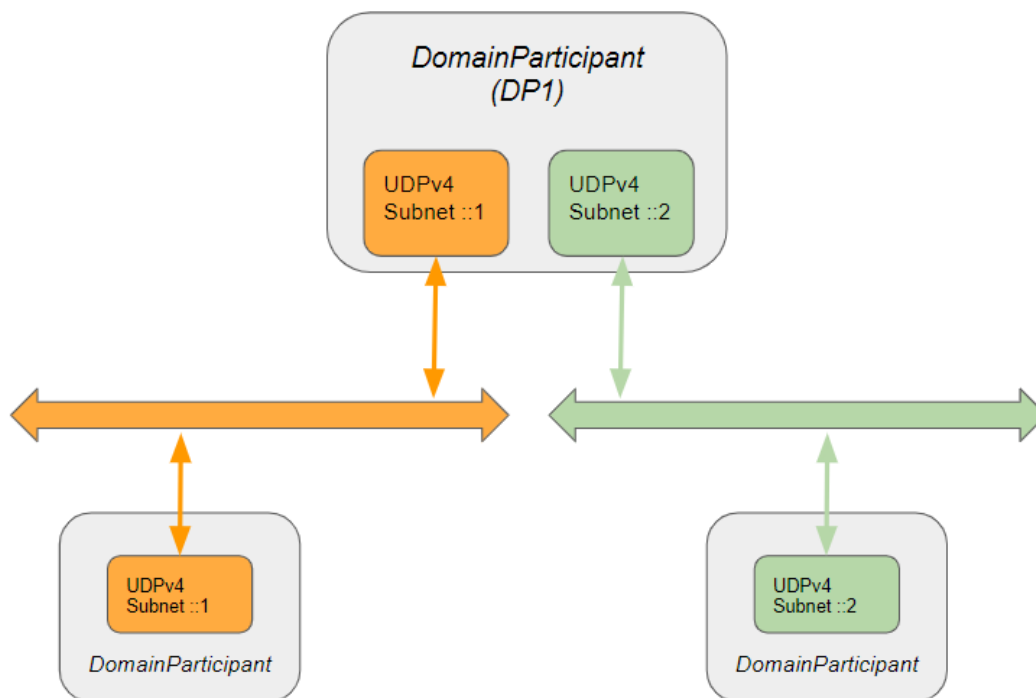 DomainParticipant
(DP1)
UDPv4
Subnet ::1
UDPv4
Subnet ::2
UDPv4
Subnet ::1
DomainParticipant
UDPv4
Subnet ::2
DomainParticipant